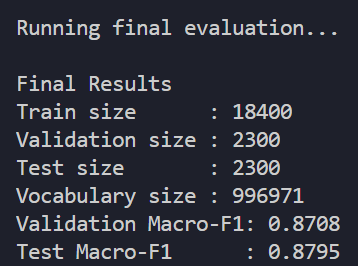 Running final evaluation...
Final Results
Train size : 18400
Validation size : 2300
Test size : 2300
Vocabulary size : 996971
Validation Macro-F1: 0.8708
Test Macro-F1 : 0.8795